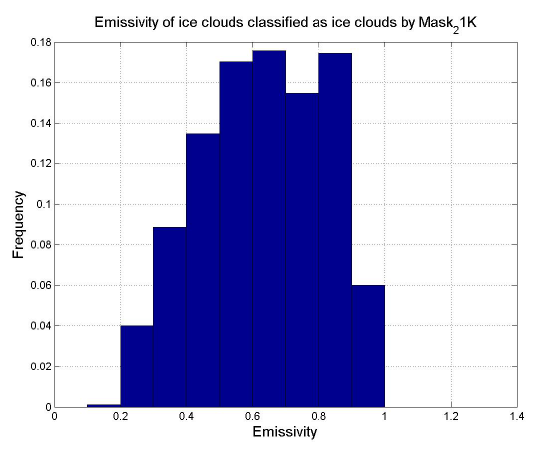 Emissivity of ice clouds classified as ice clouds by Mask₂1K
0.18
0.16
0.14
0.12
0.1
0.08
0.06
0.04
0.02
0
Frequency
0 0.2 0.4 0.6 0.8 1 1.2 1.4
Emissivity